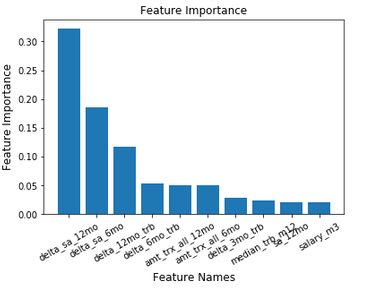 Feature Importance
Feature Importance
0.30
0.25
0.20
0.15
0.10
0.05
0.00
delta_sa_12mo
delta_sa_6mo
delta_12mo_trb
delta_6mo_trb
amt_trx_all_12mo
amt_trx_all_6mo
delta_3mo_trb
median_trb_m12
sa_12mo
salary_m3
Feature Names